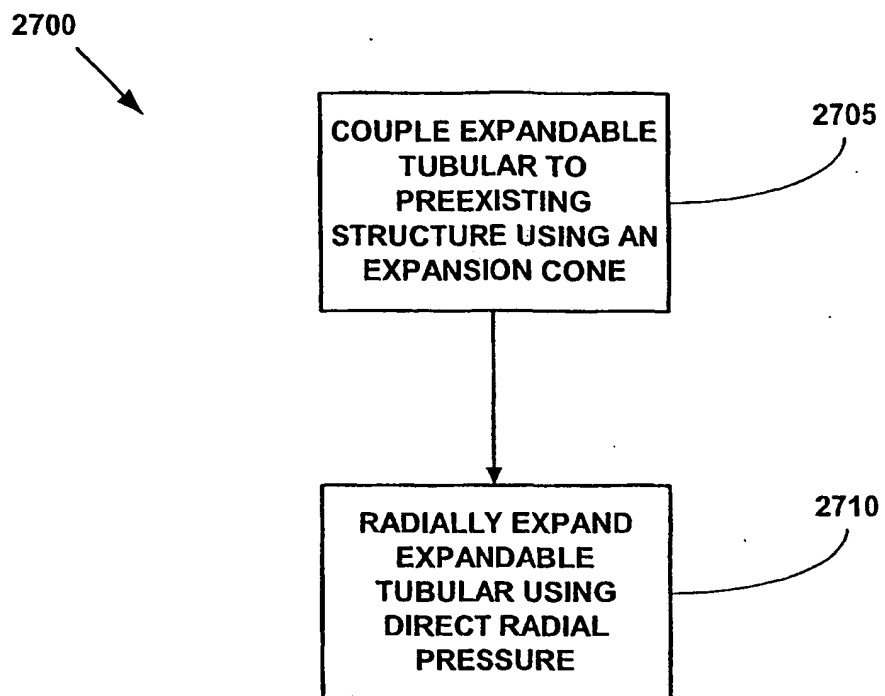 2700
COUPLE EXPANDABLE
TUBULAR TO
PREEXISTING
STRUCTURE USING AN
EXPANSION CONE
2705
RADIALLY EXPAND
EXPANDABLE
TUBULAR USING
DIRECT RADIAL
PRESSURE
2710